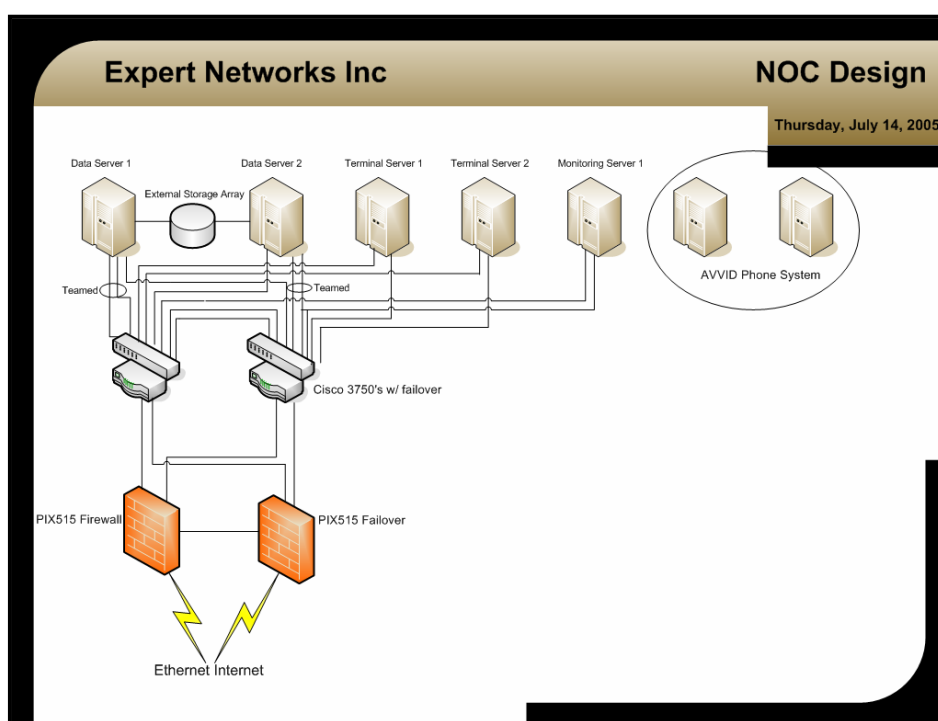 Expert Networks Inc
NOC Design
Thursday, July 14, 2005
Data Server 1
Data Server 2
Terminal Server 1
Terminal Server 2
Monitoring Server 1
External Storage Array
AVVID Phone System
Teamed
Teamed
Cisco 3750's w/ failover
PIX515 Firewall
PIX515 Failover
Ethernet Internet